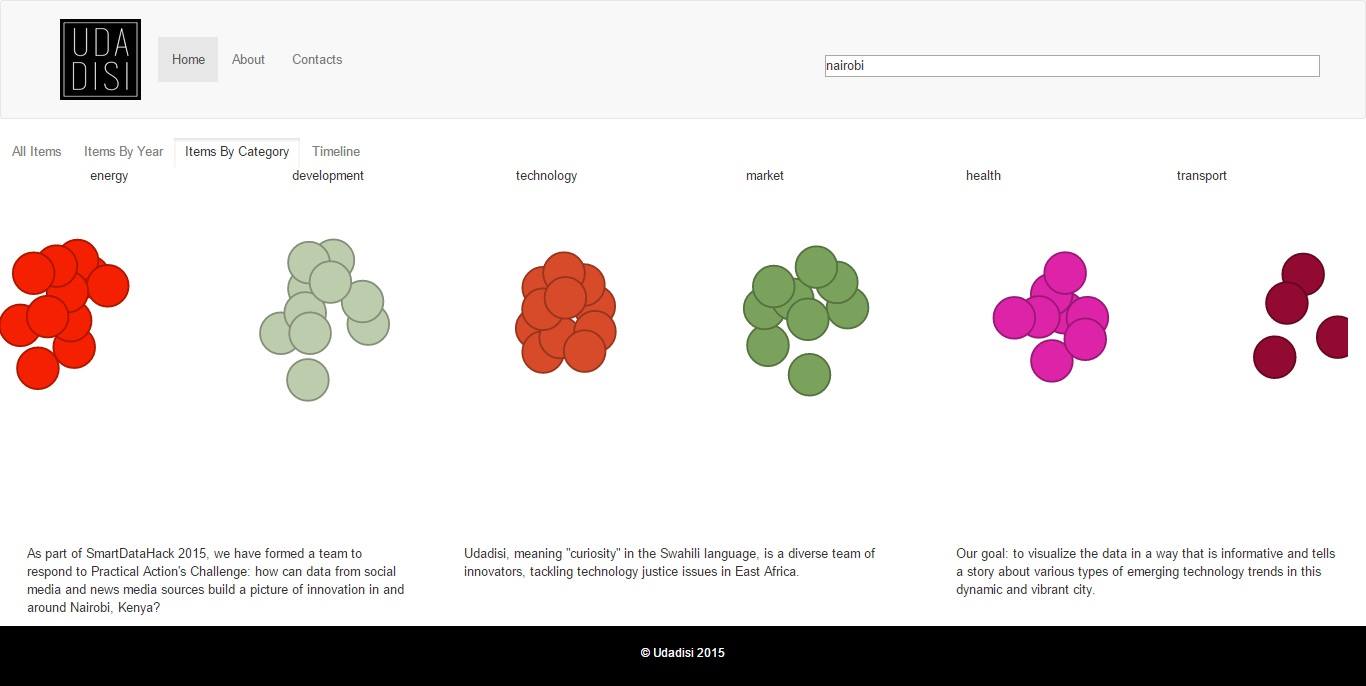 UDA
DISI
Home About Contacts
nairobi
All Items Items By Year Items By Category Timeline
energy development technology market health transport
As part of SmartDataHack 2015, we have formed a team to
respond to Practical Action's Challenge: how can data from social
media and news media sources build a picture of innovation in and
around Nairobi, Kenya?
Udadisi, meaning "curiosity" in the Swahili language, is a diverse team of
innovators, tackling technology justice issues in East Africa.
Our goal: to visualize the data in a way that is informative and tells
a story about various types of emerging technology trends in this
dynamic and vibrant city.
© Udadisi 2015